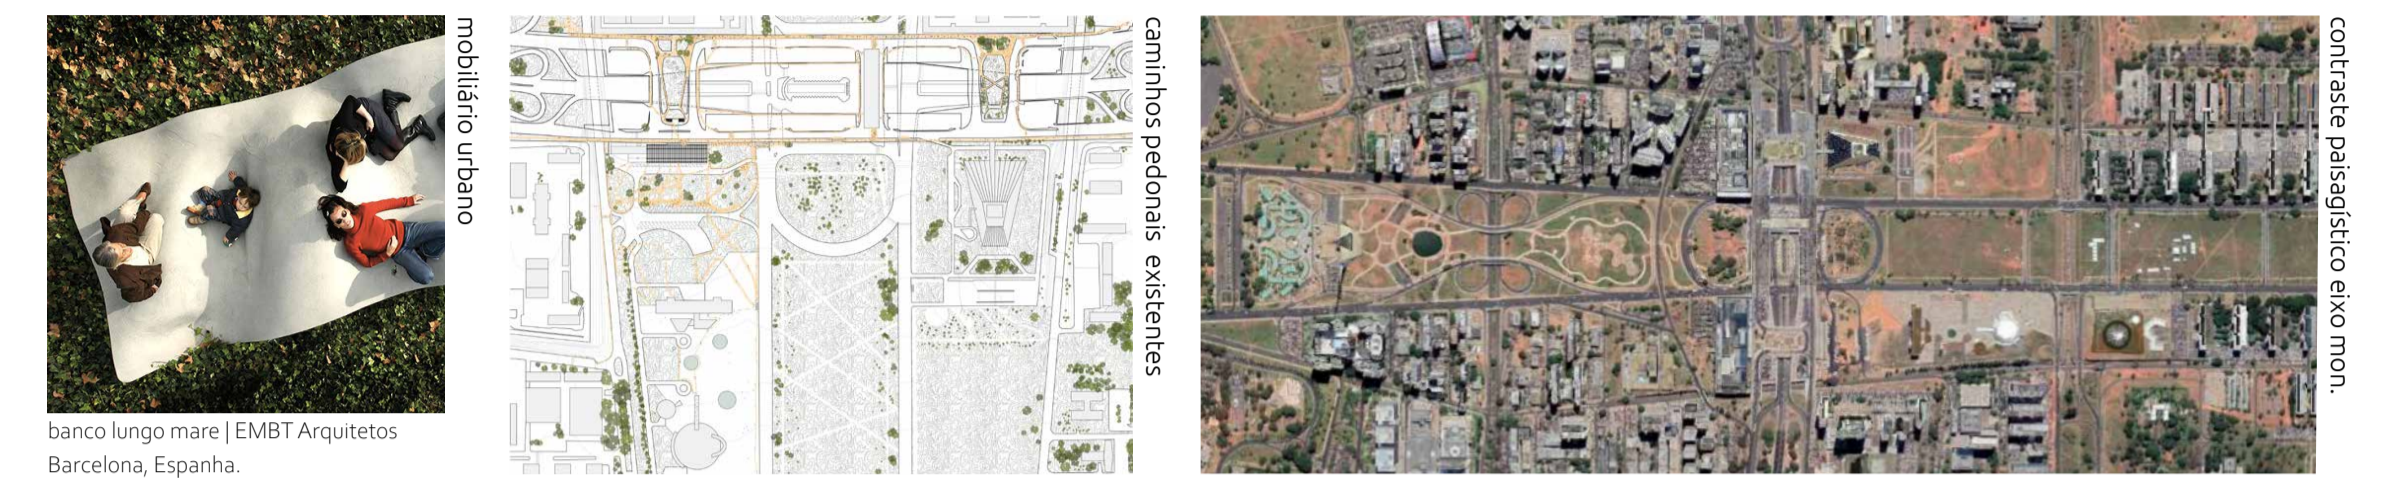 mobiliário urbano
banco lungo mare | EMBT Arquitetos
Barcelona, Espanha.
caminhos pedonais existentes
contraste paisagístico eixo mon.